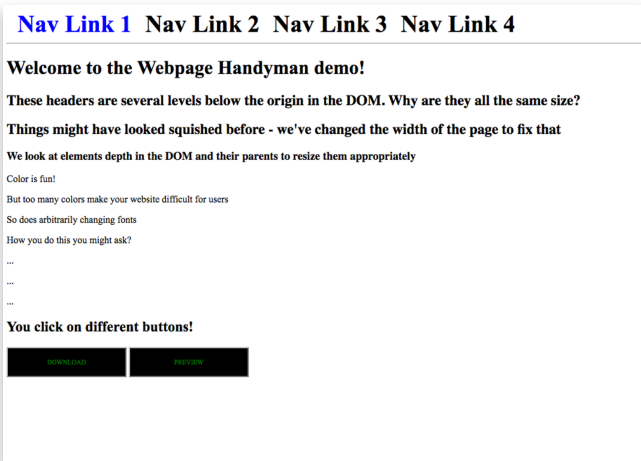 Nav Link 1 Nav Link 2 Nav Link 3 Nav Link 4
Welcome to the Webpage Handyman demo!
These headers are several levels below the origin in the DOM. Why are they all the same size?
Things might have looked squished before - we've changed the width of the page to fix that
We look at elements depth in the DOM and their parents to resize them appropriately
Color is fun!
But too many colors make your website difficult for users
So does arbitrarily changing fonts
How you do this you might ask?
...
...
...
You click on different buttons!
DOWNLOAD PREVIEW